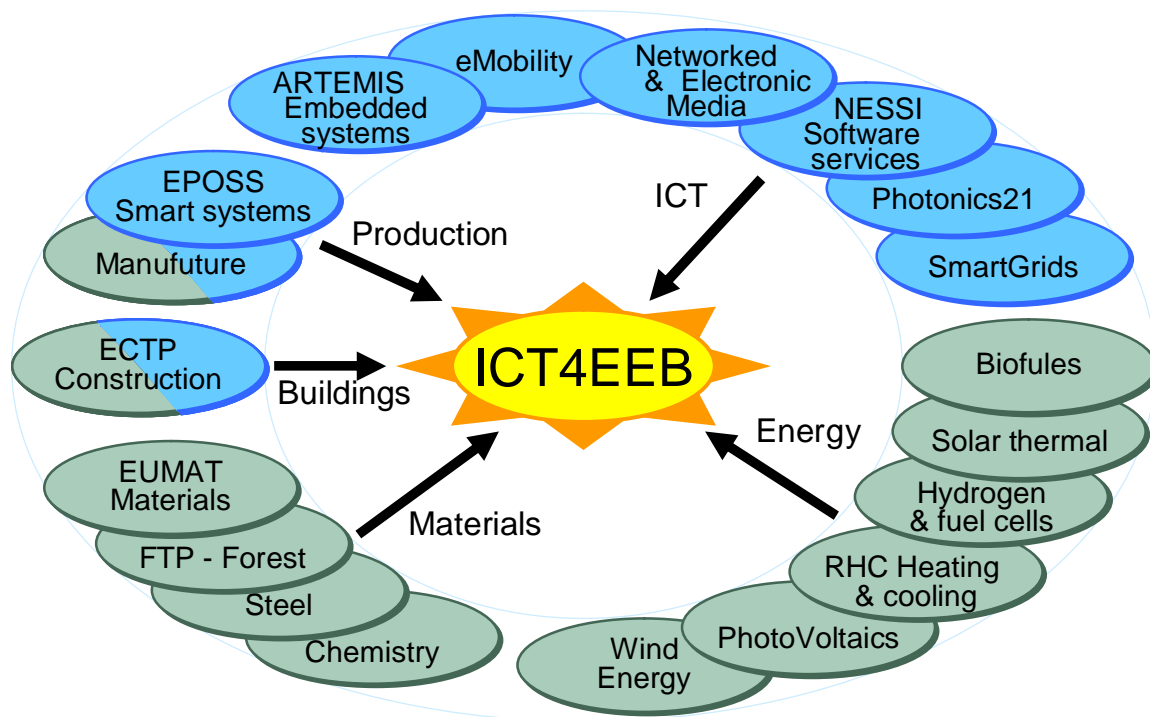 eMobility
Networked
& Electronic
Media
ARTEMIS
Embedded
systems
NESSI
Software
services
EPOSS
Smart systems
ICT
Photonics21
Production
Manufuture
SmartGrids
ECTP
Construction
Buildings
ICT4EEB
Biofules
Energy
Solar thermal
EUMAT
Materials
Materials
Hydrogen
& fuel cells
FTP - Forest
RHC Heating
& cooling
Steel
PhotoVoltaics
Chemistry
Wind
Energy